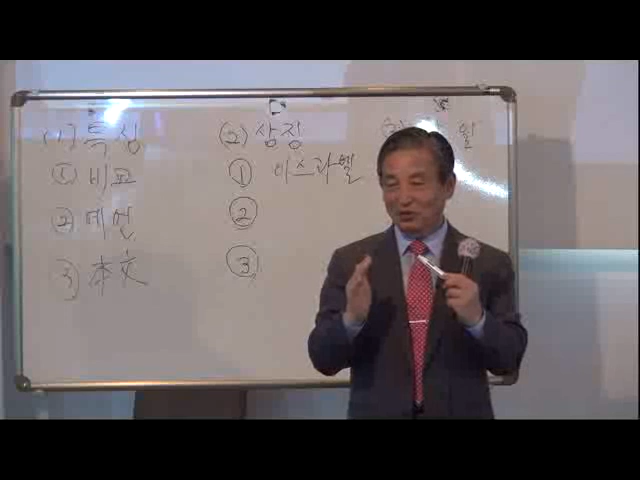 (1) 특징
① 비교
② 예언
③ 本文
(2) 상징
① 이스라엘
②
③